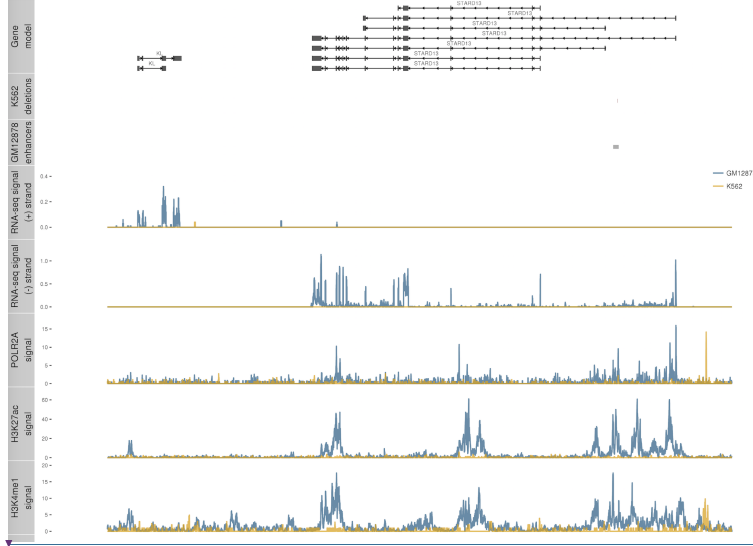 Gene
model
STARD13
STARD13
STARD13
STARD13
STARD13
STARD13
STARD13
KL
KL
K562
deletions
GM12878
enhancers
RNA-seq signal
(+) strand
0.4
0.2
0.0
GM1287
K562
RNA-seq signal
(-) strand
1.0
0.5
0.0
POLR2A
signal
15
10
5
0
H3K27ac
signal
60
40
20
0
H3K4me1
signal
20
15
10
5
0